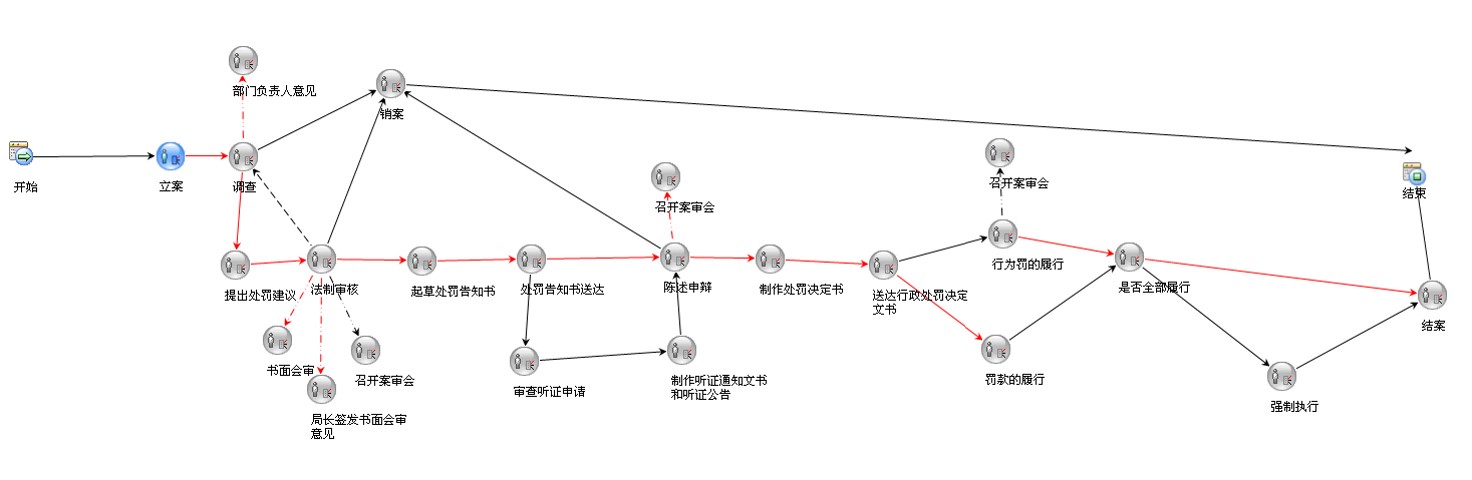 部门负责人意见
销案
开始
立案
调查
召开案审会
召开案审会
结束
提出处罚建议
法制审核
起草处罚告知书
处罚告知书送达
陈述申辩
制作处罚决定书
送达行政处罚决定
文书
行为罚的履行
是否全部履行
结案
书面会审
召开案审会
局长签发书面会审
意见
审查听证申请
制作听证通知文书
和听证公告
罚款的履行
强制执行